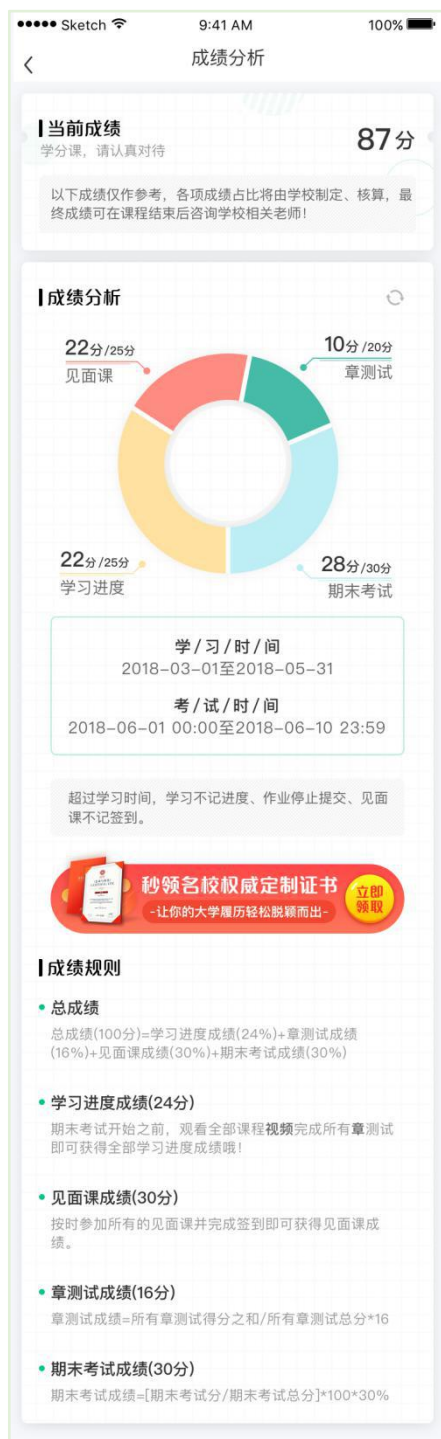 Sketch 9:41 AM 100%
成绩分析
当前成绩
87分
学分课，请认真对待
以下成绩仅作参考，各项成绩占比将由学校制定、核算，最
终成绩可在课程结束后咨询学校相关老师！
成绩分析
22分/25分
见面课
10分/20分
章测试
22分/25分
学习进度
28分/30分
期末考试
学/习/时/间
2018-03-01至2018-05-31
考/试/时/间
2018-06-01 00:00至2018-06-10 23:59
超过学习时间，学习不记进度、作业停止提交、见面
课不记签到。
秒领名校权威定制证书
-让你的大学履历轻松脱颖而出-
立即
领取
成绩规则
总成绩
总成绩(100分)=学习进度成绩(24%)+章测试成绩
(16%)+见面课成绩(30%)+期末考试成绩(30%)
学习进度成绩(24分)
期末考试开始之前，观看全部课程视频完成所有章测试
即可获得全部学习进度成绩哦！
见面课成绩(30分)
按时参加所有的见面课并完成签到即可获得见面课成
绩。
章测试成绩(16分)
章测试成绩=所有章测试得分之和/所有章测试总分*16
期末考试成绩(30分)
期末考试成绩=[期末考试分/期末考试总分]*100*30%